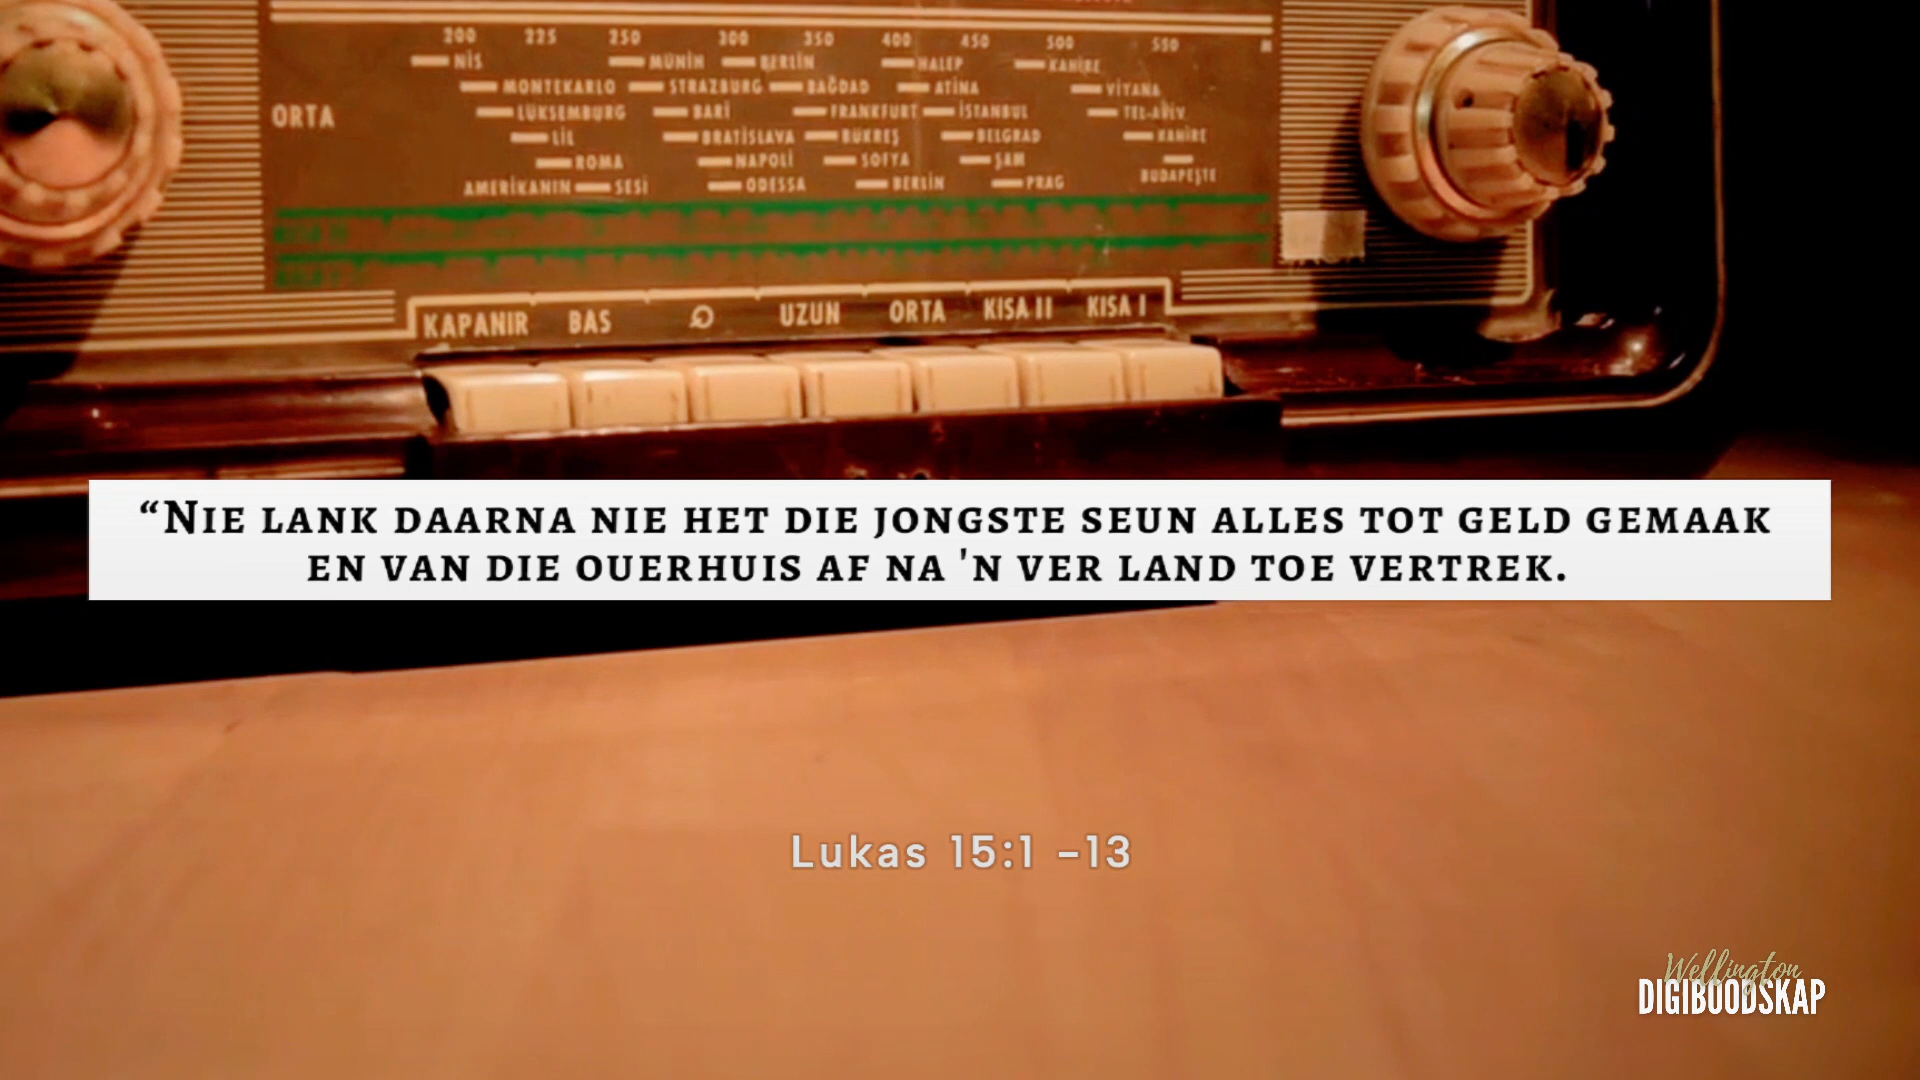 200 225 250 300 350 400 450 500 550 M
NİS MÜNİH BERLİN HALEP KAHİRE
MONTEKARLO STRAZBURG BAĞDAD ATİNA VİYANA
ORTA LÜKSEMBURG BARİ FRANKFURT İSTANBUL TEL-AVİV
LİL BRATİSLAVA BÜKREŞ BELGRAD KAHİRE
ROMA NAPOLİ SOFYA ŞAM BUDAPEŞTE
AMERİKANIN SESİ ODESSA BERLİN PRAG
KAPANIR BAS UZUN ORTA KISA II KISA I
“Nie lank daarna nie het die jongste seun alles tot geld gemaak
en van die ouerhuis af na 'n ver land toe vertrek.
Lukas 15:1 –13
Wellington
DIGIBOODSKAP